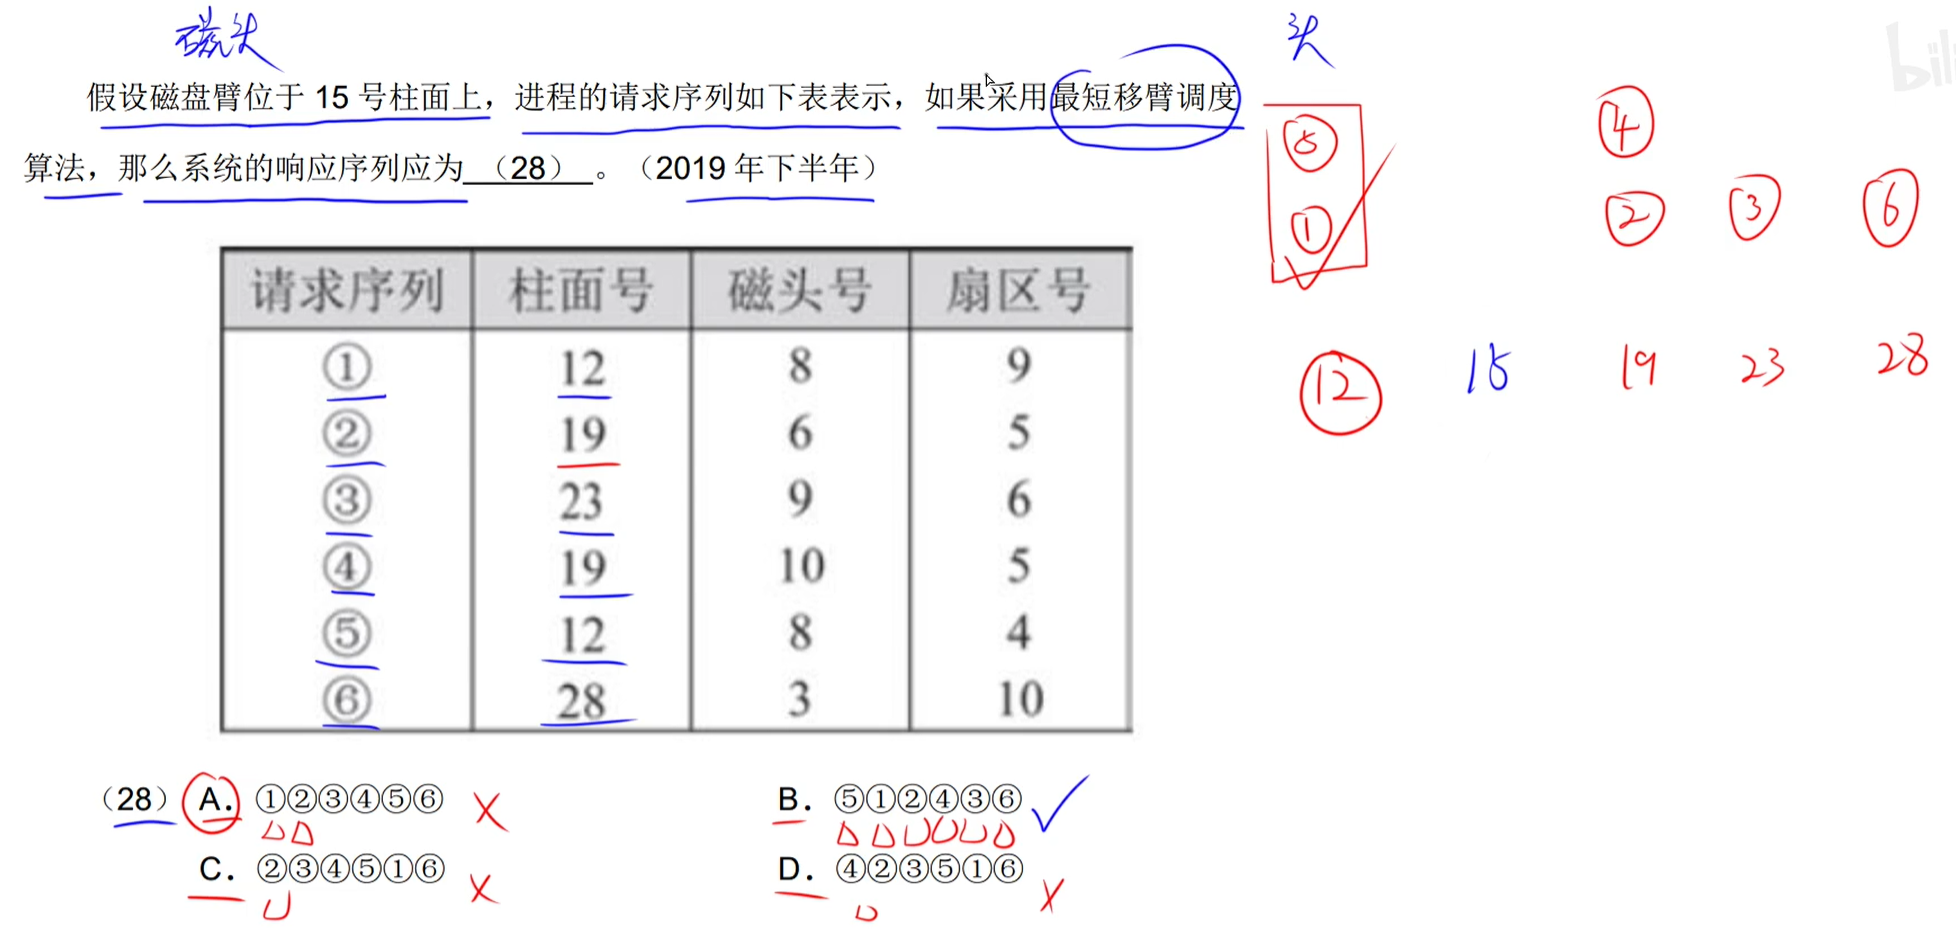 磁头
头
假设磁盘臂位于 15 号柱面上，进程的请求序列如下表表示，如果采用最短移臂调度
算法，那么系统的响应序列应为 （28） 。（2019 年下半年）
⑤ ④
① ② ③ ⑥
12 15 19 23 28
请求序列 柱面号 磁头号 扇区号
① 12 8 9
② 19 6 5
③ 23 9 6
④ 19 10 5
⑤ 12 8 4
⑥ 28 3 10
（28） A. ①②③④⑤⑥ B. ⑤①②④③⑥
C. ②③④⑤①⑥ D. ④②③⑤①⑥